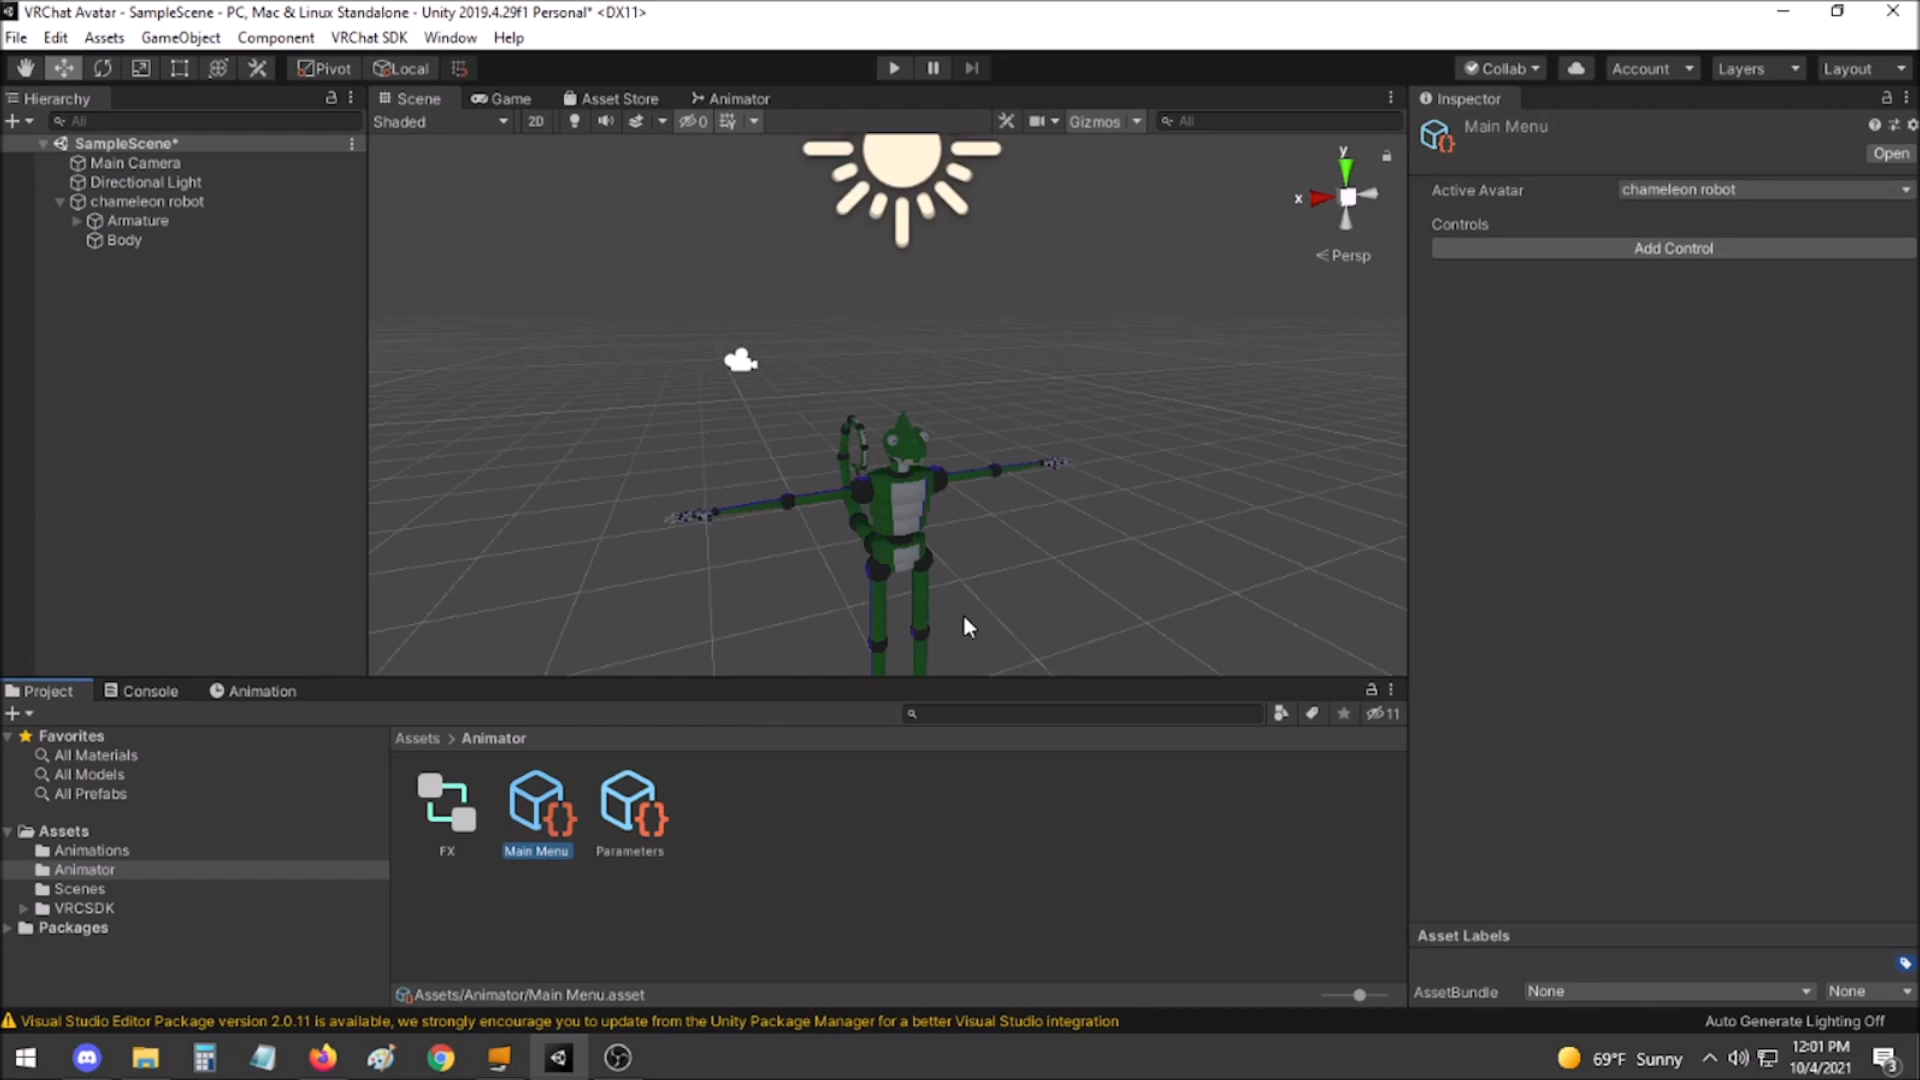 VRChat Avatar - SampleScene - PC, Mac & Linux Standalone - Unity 2019.4.29f1 Personal* <DX11>
File Edit Assets GameObject Component VRChat SDK Window Help
Pivot Local Collab Account Layers Layout
Hierarchy Scene Game Asset Store Animator Inspector
All Shaded 2D 0 Gizmos All
Main Menu
Open
SampleScene*
Main Camera
Directional Light
chameleon robot
Armature
Body
y
x
Persp
Active Avatar chameleon robot
Controls
Add Control
Project Console Animation
11
Favorites
All Materials
All Models
All Prefabs
Assets
Animations
Animator
Scenes
VRCSDK
Packages
Assets > Animator
FX Main Menu Parameters
Assets/Animator/Main Menu.asset
Asset Labels
AssetBundle None None
Visual Studio Editor Package version 2.0.11 is available, we strongly encourage you to update from the Unity Package Manager for a better Visual Studio integration
Auto Generate Lighting Off
69°F Sunny
12:01 PM
10/4/2021
3